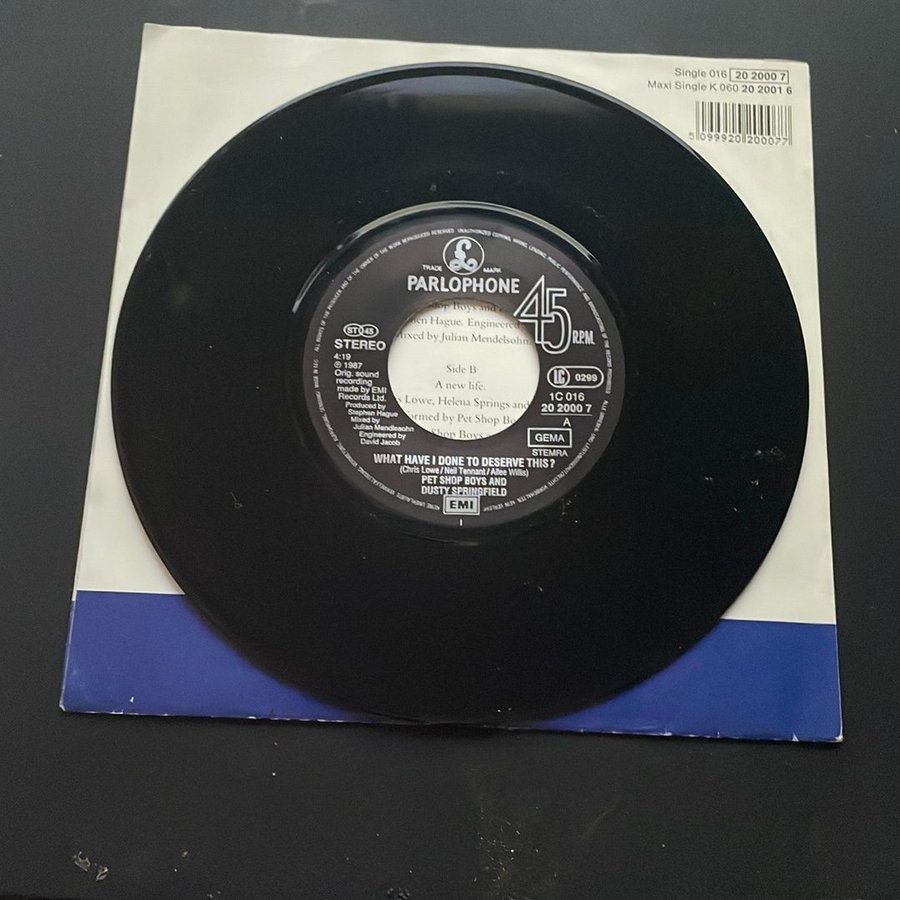 Single 016 20 2000 7
Maxi Single K 060 20 2001 6
5 099920 200077
TRADE MARK
PARLOPHONE
45
R.P.M.
ST 45
STEREO
4:19
℗ 1987
Orig. sound
recording
made by EMI
Records Ltd.
Produced by
Stephen Hague
Mixed by
Julian Mendlesohn
Engineered by
David Jacob
Shop Boys and
hen Hague. Engineered
Mixed by Julian Mendelsohn
Side B
A new life.
s Lowe, Helena Springs and
formed by Pet Shop Bo
Shop Boys
LC 0299
1C 016
20 2000 7
A
GEMA
STEMRA
WHAT HAVE I DONE TO DESERVE THIS?
(Chris Lowe/Neil Tennant/Allee Willis)
PET SHOP BOYS AND
DUSTY SPRINGFIELD
EMI